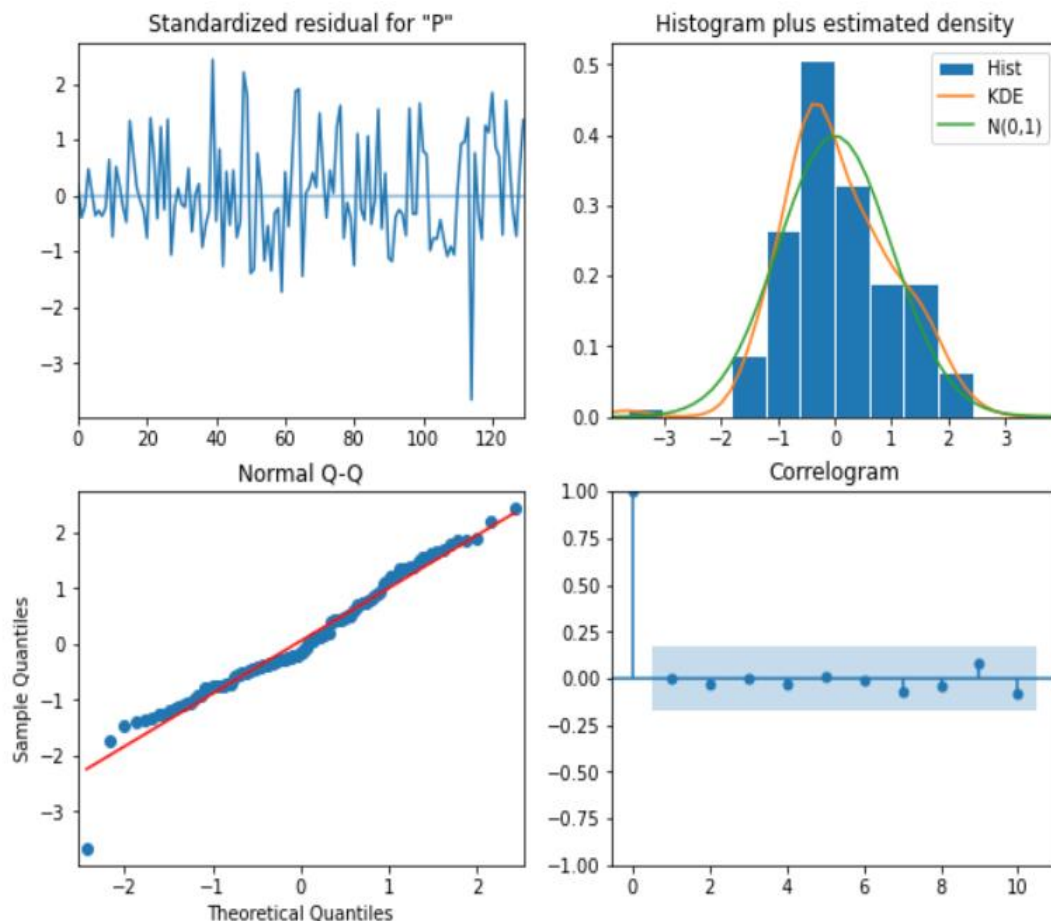 Standardized residual for "P"
2
1
0
−1
−2
−3
0 20 40 60 80 100 120
Histogram plus estimated density
Hist
KDE
N(0,1)
0.5
0.4
0.3
0.2
0.1
0.0
−3 −2 −1 0 1 2 3
Normal Q-Q
Sample Quantiles
2
1
0
−1
−2
−3
−2 −1 0 1 2
Theoretical Quantiles
Correlogram
1.00
0.75
0.50
0.25
0.00
−0.25
−0.50
−0.75
−1.00
0 2 4 6 8 10